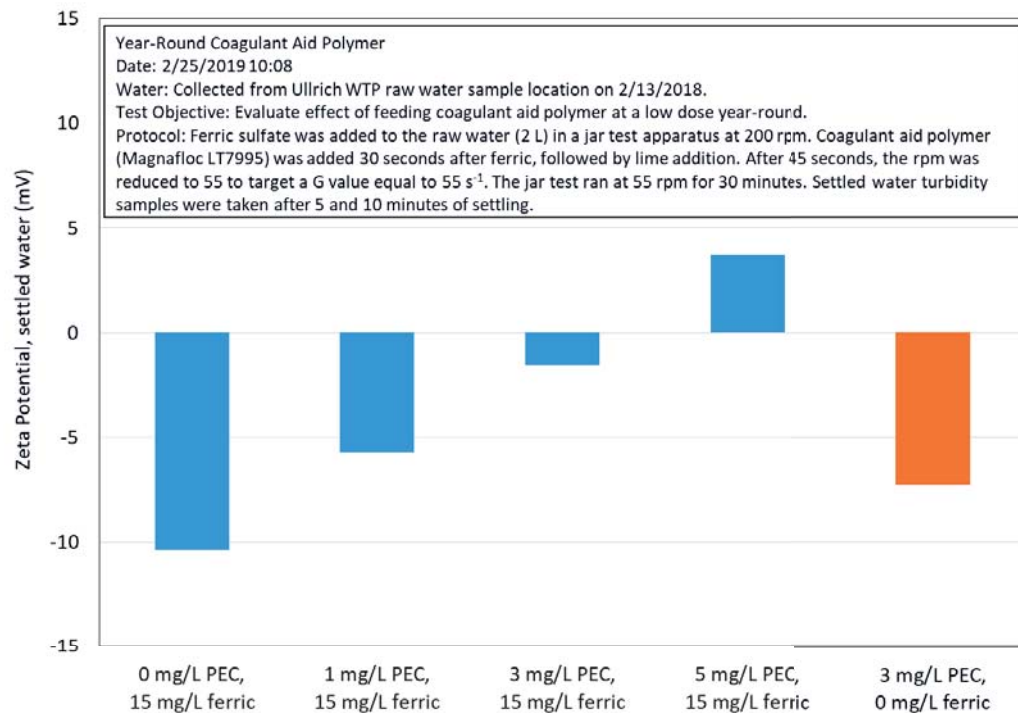 15
Year-Round Coagulant Aid Polymer
Date: 2/25/2019 10:08
Water: Collected from Ullrich WTP raw water sample location on 2/13/2018.
Test Objective: Evaluate effect of feeding coagulant aid polymer at a low dose year-round.
Protocol: Ferric sulfate was added to the raw water (2 L) in a jar test apparatus at 200 rpm. Coagulant aid polymer
(Magnafloc LT7995) was added 30 seconds after ferric, followed by lime addition. After 45 seconds, the rpm was
reduced to 55 to target a G value equal to 55 s⁻¹. The jar test ran at 55 rpm for 30 minutes. Settled water turbidity
samples were taken after 5 and 10 minutes of settling.
10
5
0
-5
-10
-15
Zeta Potential, settled water (mV)
0 mg/L PEC,
15 mg/L ferric
1 mg/L PEC,
15 mg/L ferric
3 mg/L PEC,
15 mg/L ferric
5 mg/L PEC,
15 mg/L ferric
3 mg/L PEC,
0 mg/L ferric